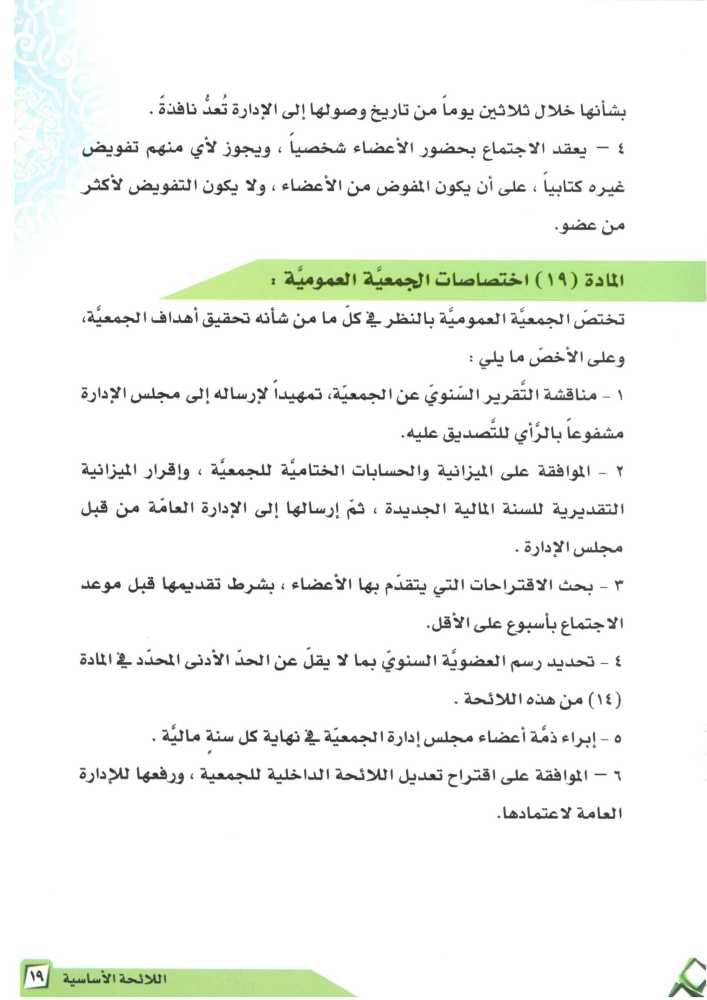 بشأنها خلال ثلاثين يوماً من تاريخ وصولها إلى الإدارة تُعدُّ نافذةً .
٤ – يعقد الاجتماع بحضور الأعضاء شخصياً ، ويجوز لأي منهم تفويض
غيره كتابياً ، على أن يكون المفوض من الأعضاء ، ولا يكون التفويض لأكثر
من عضو.
المادة (١٩) اختصاصات الجمعيَّة العموميَّة :
تختصّ الجمعيَّة العموميَّة بالنظر في كلّ ما من شأنه تحقيق أهداف الجمعيَّة،
وعلى الأخصّ ما يلي :
١ - مناقشة التَّقرير السّنويّ عن الجمعيّة، تمهيداً لإرساله إلى مجلس الإدارة
مشفوعاً بالرَّأي للتَّصديق عليه.
٢ - الموافقة على الميزانية والحسابات الختاميَّة للجمعيَّة ، وإقرار الميزانية
التقديرية للسنة المالية الجديدة ، ثمّ إرسالها إلى الإدارة العامّة من قبل
مجلس الإدارة .
٣ - بحث الاقتراحات التي يتقدّم بها الأعضاء ، بشرط تقديمها قبل موعد
الاجتماع بأسبوع على الأقل.
٤ - تحديد رسم العضويَّة السنويّ بما لا يقلّ عن الحدّ الأدنى المحدّد في المادة
(١٤) من هذه اللائحة .
٥ - إبراء ذمَّة أعضاء مجلس إدارة الجمعيّة في نهاية كل سنةٍ ماليَّة .
٦ – الموافقة على اقتراح تعديل اللائحة الداخلية للجمعية ، ورفعها للإدارة
العامة لاعتمادها.
اللائحة الأساسية ١٩